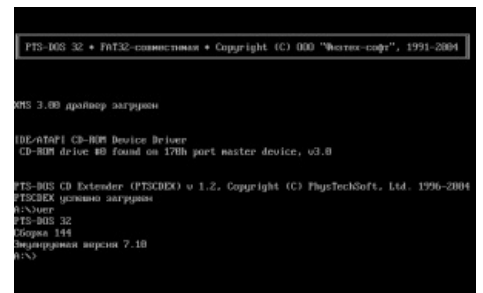 PTS-DOS 32 • FAT32-совместимая • Copyright (C) ООО "Физтех-софт", 1991-2004
XMS 3.00 драйвер загружен
IDE/ATAPI CD-ROM Device Driver
CD-ROM drive #0 found on 170h port master device, v3.0
PTS-DOS CD Extender (PTSCDEX) v 1.2, Copyright (C) PhysTechSoft, Ltd. 1996-2004
PTSCDEX успешно загружен
A:\>ver
PTS-DOS 32
Сборка 144
Эмулируемая версия 7.10
A:\>